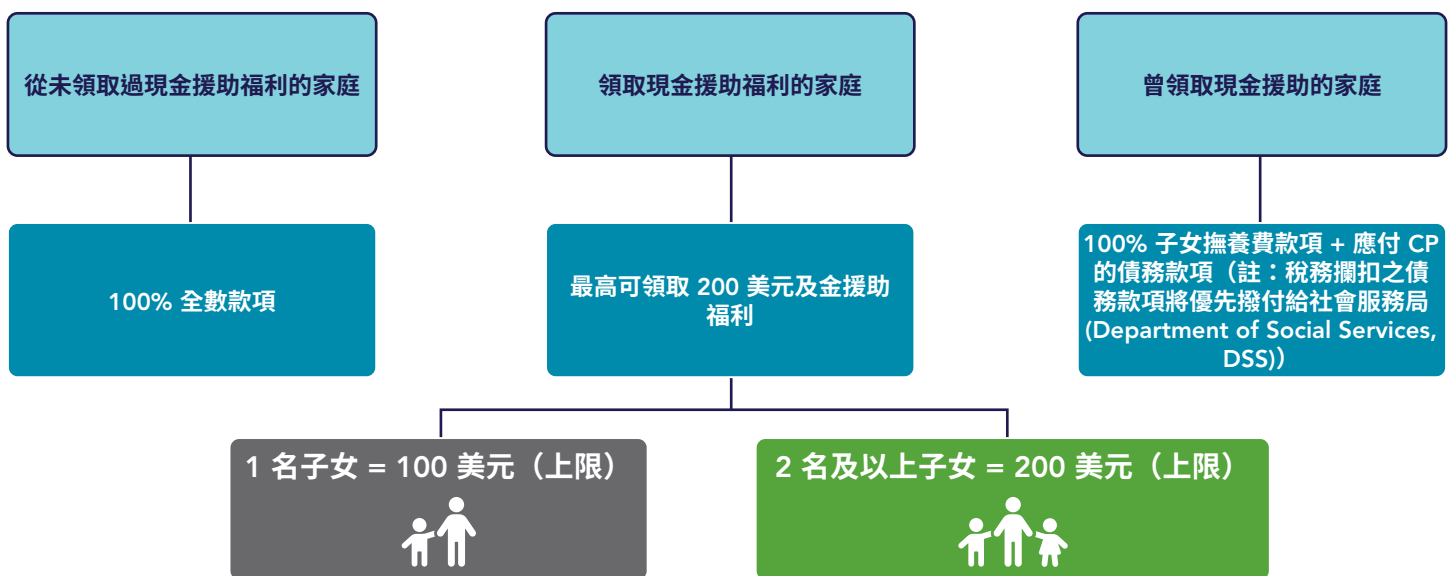 從未領取過現金援助福利的家庭
領取現金援助福利的家庭
曾領取現金援助的家庭
100% 全數款項
最高可領取 200 美元及金援助
福利
100% 子女撫養費款項 + 應付 CP
的債務款項（註：稅務攔扣之債
務款項將優先撥付給社會服務局
(Department of Social Services,
DSS)）
1 名子女 = 100 美元（上限）
2 名及以上子女 = 200 美元（上限）